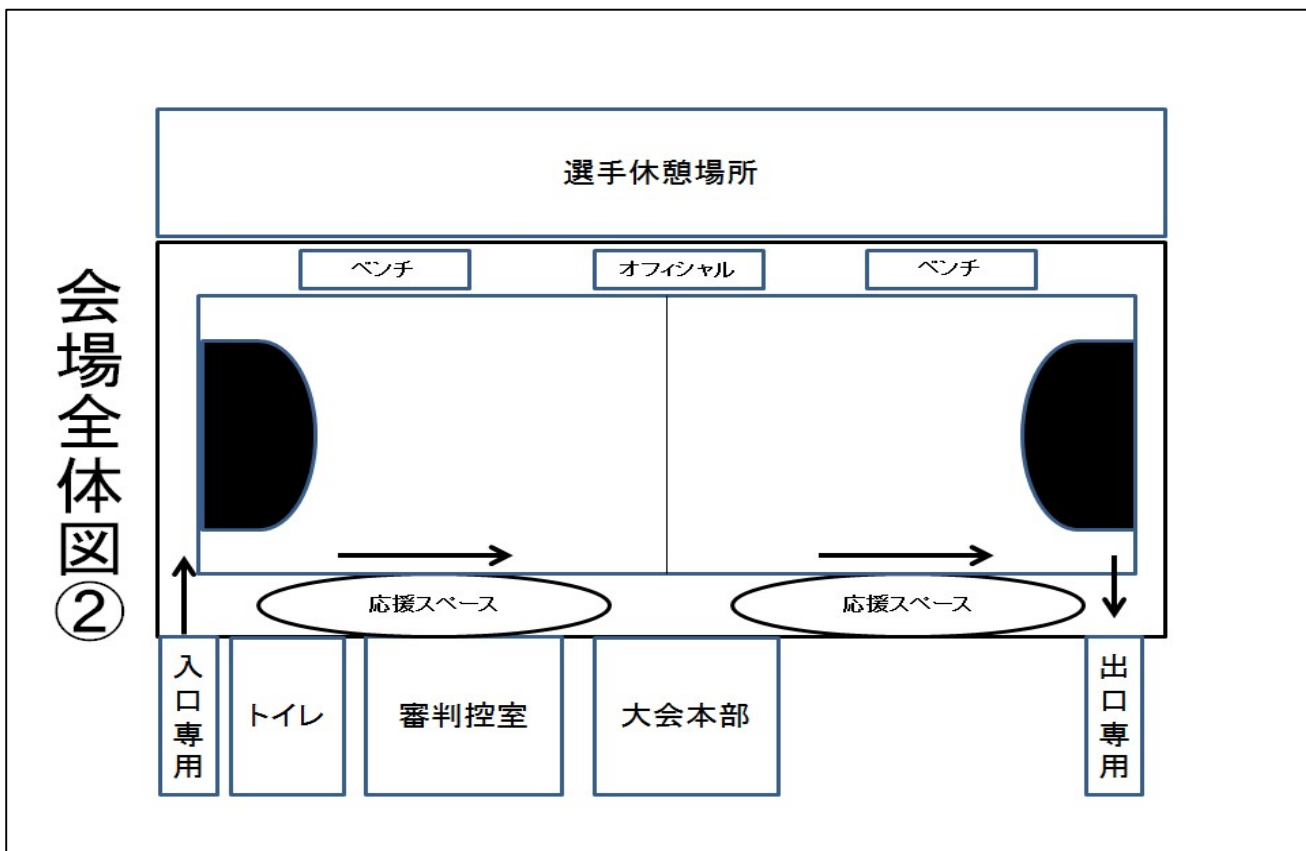 会場全体図②
選手休憩場所
ベンチ
オフィシャル
ベンチ
応援スペース
応援スペース
入口専用
トイレ
審判控室
大会本部
出口専用